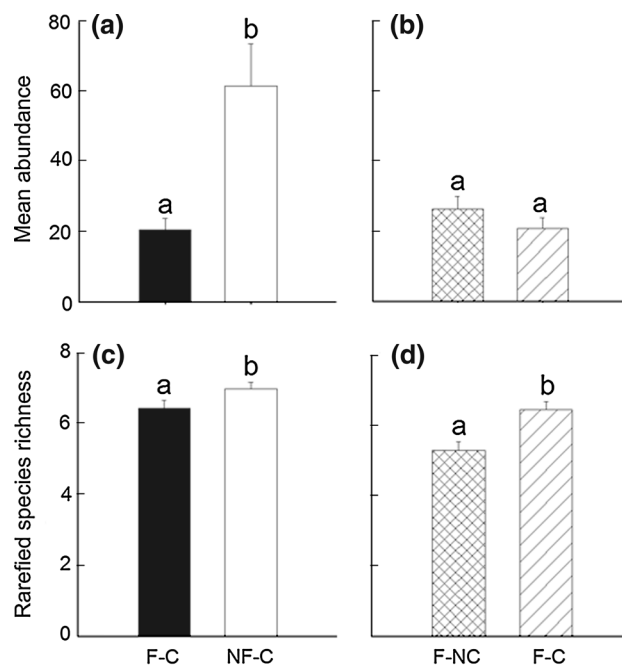 80 (a) b (b)
60
40
a a a
20
0
Mean abundance
8 (c) b (d)
a b
6 a
4
2
0
Rarefied species richness
F-C NF-C F-NC F-C